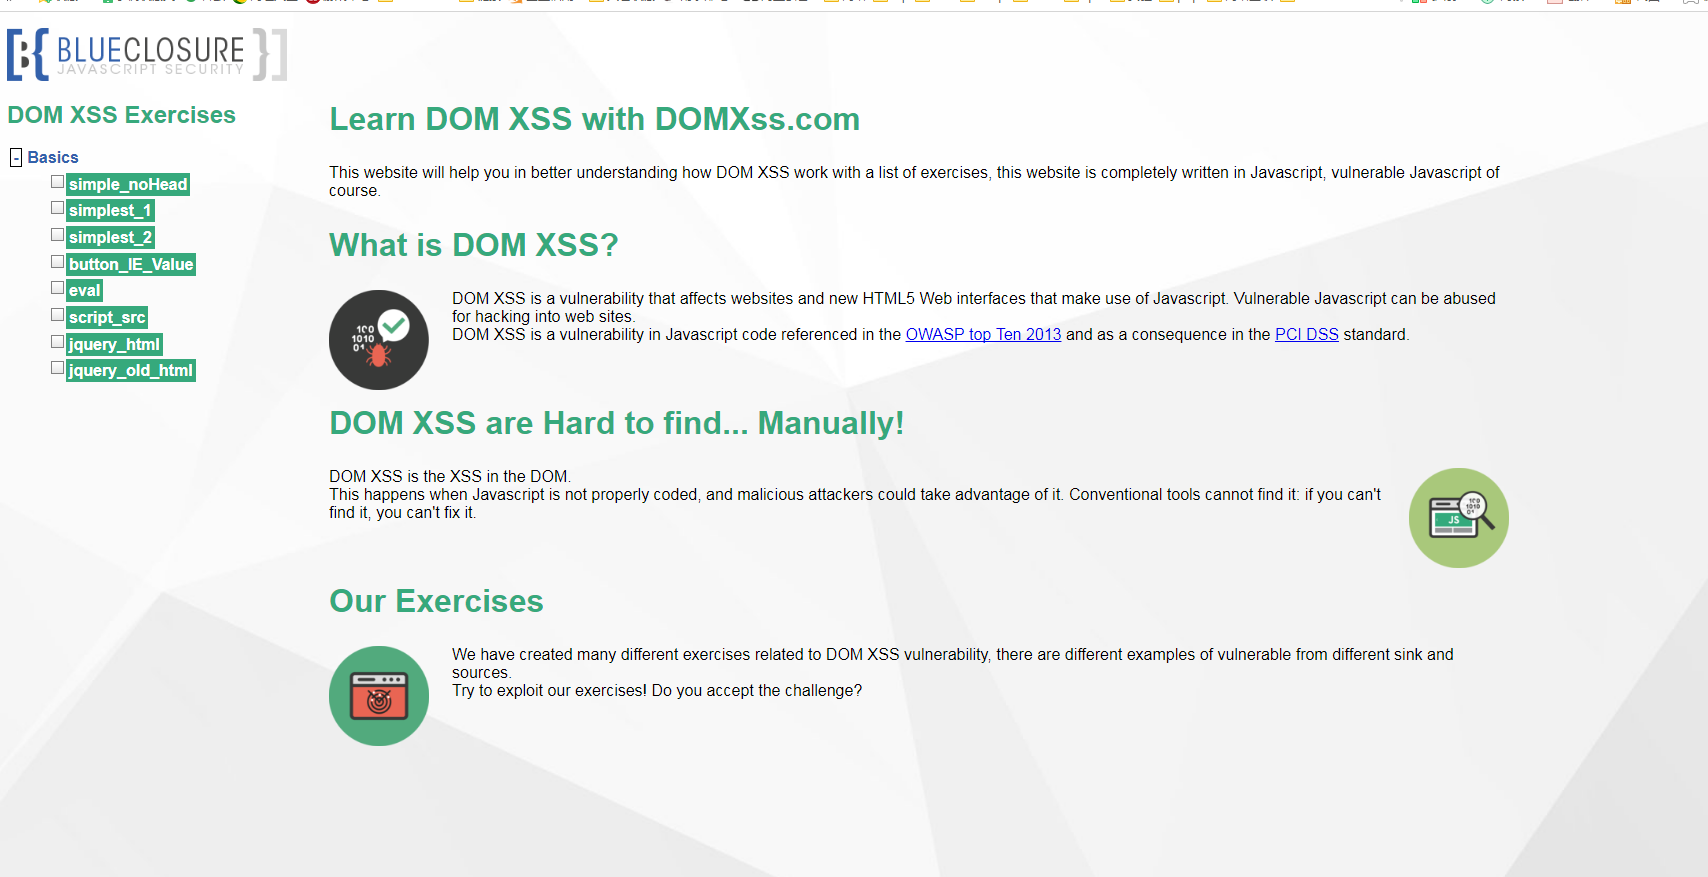 BLUECLOSURE
JAVASCRIPT SECURITY
DOM XSS Exercises
- Basics
simple_noHead
simplest_1
simplest_2
button_IE_Value
eval
script_src
jquery_html
jquery_old_html
Learn DOM XSS with DOMXss.com
This website will help you in better understanding how DOM XSS work with a list of exercises, this website is completely written in Javascript, vulnerable Javascript of
course.
What is DOM XSS?
DOM XSS is a vulnerability that affects websites and new HTML5 Web interfaces that make use of Javascript. Vulnerable Javascript can be abused
for hacking into web sites.
DOM XSS is a vulnerability in Javascript code referenced in the OWASP top Ten 2013 and as a consequence in the PCI DSS standard.
DOM XSS are Hard to find... Manually!
DOM XSS is the XSS in the DOM.
This happens when Javascript is not properly coded, and malicious attackers could take advantage of it. Conventional tools cannot find it: if you can't
find it, you can't fix it.
JS
Our Exercises
We have created many different exercises related to DOM XSS vulnerability, there are different examples of vulnerable from different sink and
sources.
Try to exploit our exercises! Do you accept the challenge?